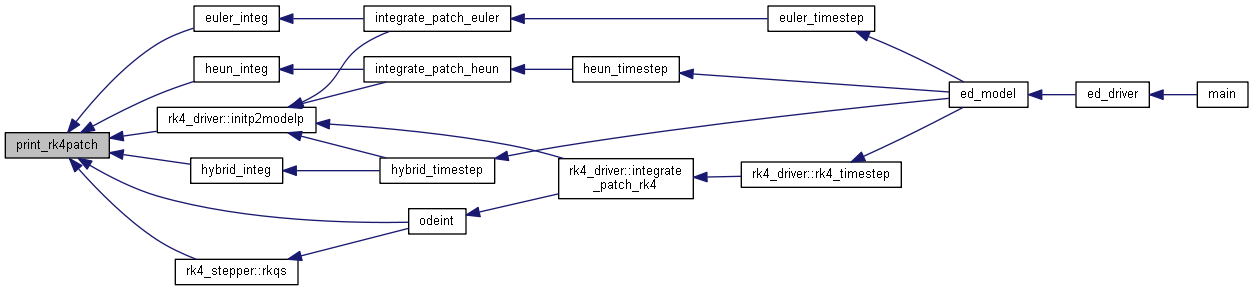 euler_integ
integrate_patch_euler
euler_timestep
heun_integ
integrate_patch_heun
heun_timestep
ed_model
ed_driver
main
rk4_driver::initp2modelp
print_rk4patch
hybrid_integ
hybrid_timestep
rk4_driver::integrate
_patch_rk4
rk4_driver::rk4_timestep
odeint
rk4_stepper::rkqs